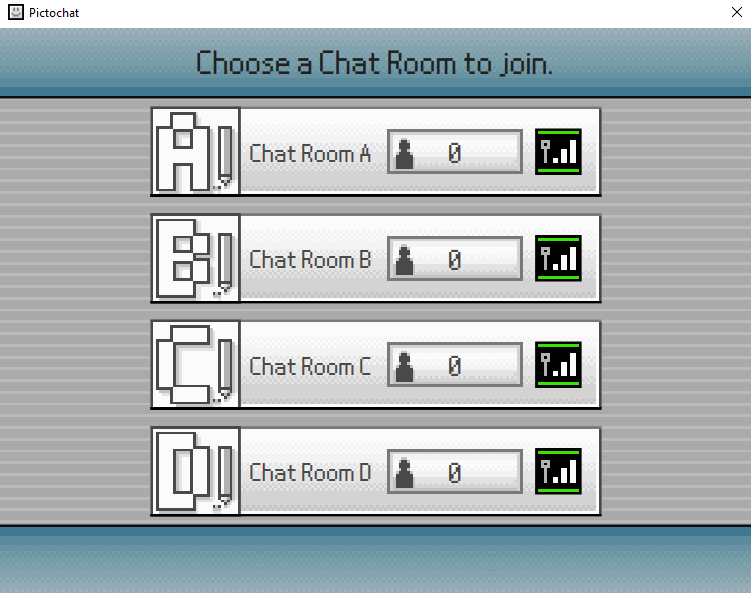 Pictochat
Choose a Chat Room to join.
A
Chat Room A
0
B
Chat Room B
0
C
Chat Room C
0
D
Chat Room D
0